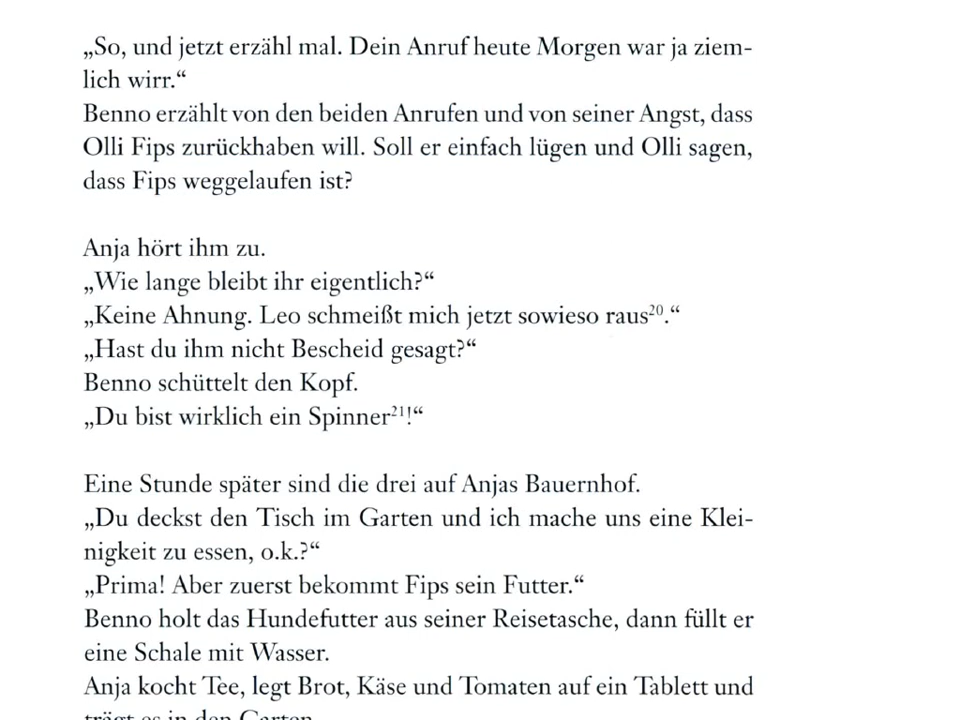 „So, und jetzt erzähl mal. Dein Anruf heute Morgen war ja ziem-
lich wirr.“
Benno erzählt von den beiden Anrufen und von seiner Angst, dass
Olli Fips zurückhaben will. Soll er einfach lügen und Olli sagen,
dass Fips weggelaufen ist?
Anja hört ihm zu.
„Wie lange bleibt ihr eigentlich?“
„Keine Ahnung. Leo schmeißt mich jetzt sowieso raus²⁰.“
„Hast du ihm nicht Bescheid gesagt?“
Benno schüttelt den Kopf.
„Du bist wirklich ein Spinner²¹!“
Eine Stunde später sind die drei auf Anjas Bauernhof.
„Du deckst den Tisch im Garten und ich mache uns eine Klei-
nigkeit zu essen, o.k.?“
„Prima! Aber zuerst bekommt Fips sein Futter.“
Benno holt das Hundefutter aus seiner Reisetasche, dann füllt er
eine Schale mit Wasser.
Anja kocht Tee, legt Brot, Käse und Tomaten auf ein Tablett und
trägt es in den Garten.